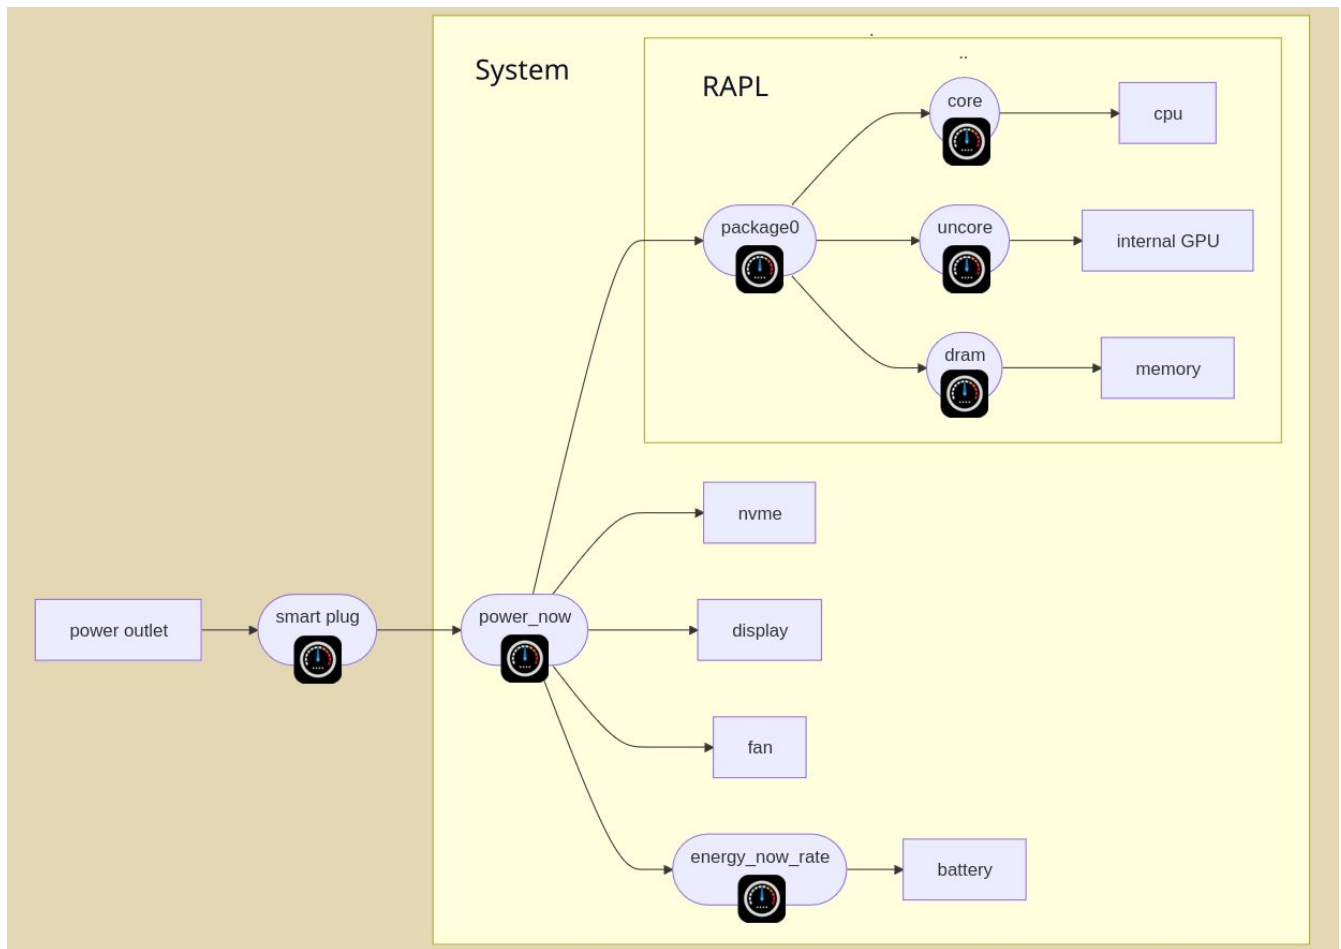 .
System
..
RAPL
core
cpu
package0
uncore
internal GPU
dram
memory
nvme
power outlet
smart plug
power_now
display
fan
energy_now_rate
battery